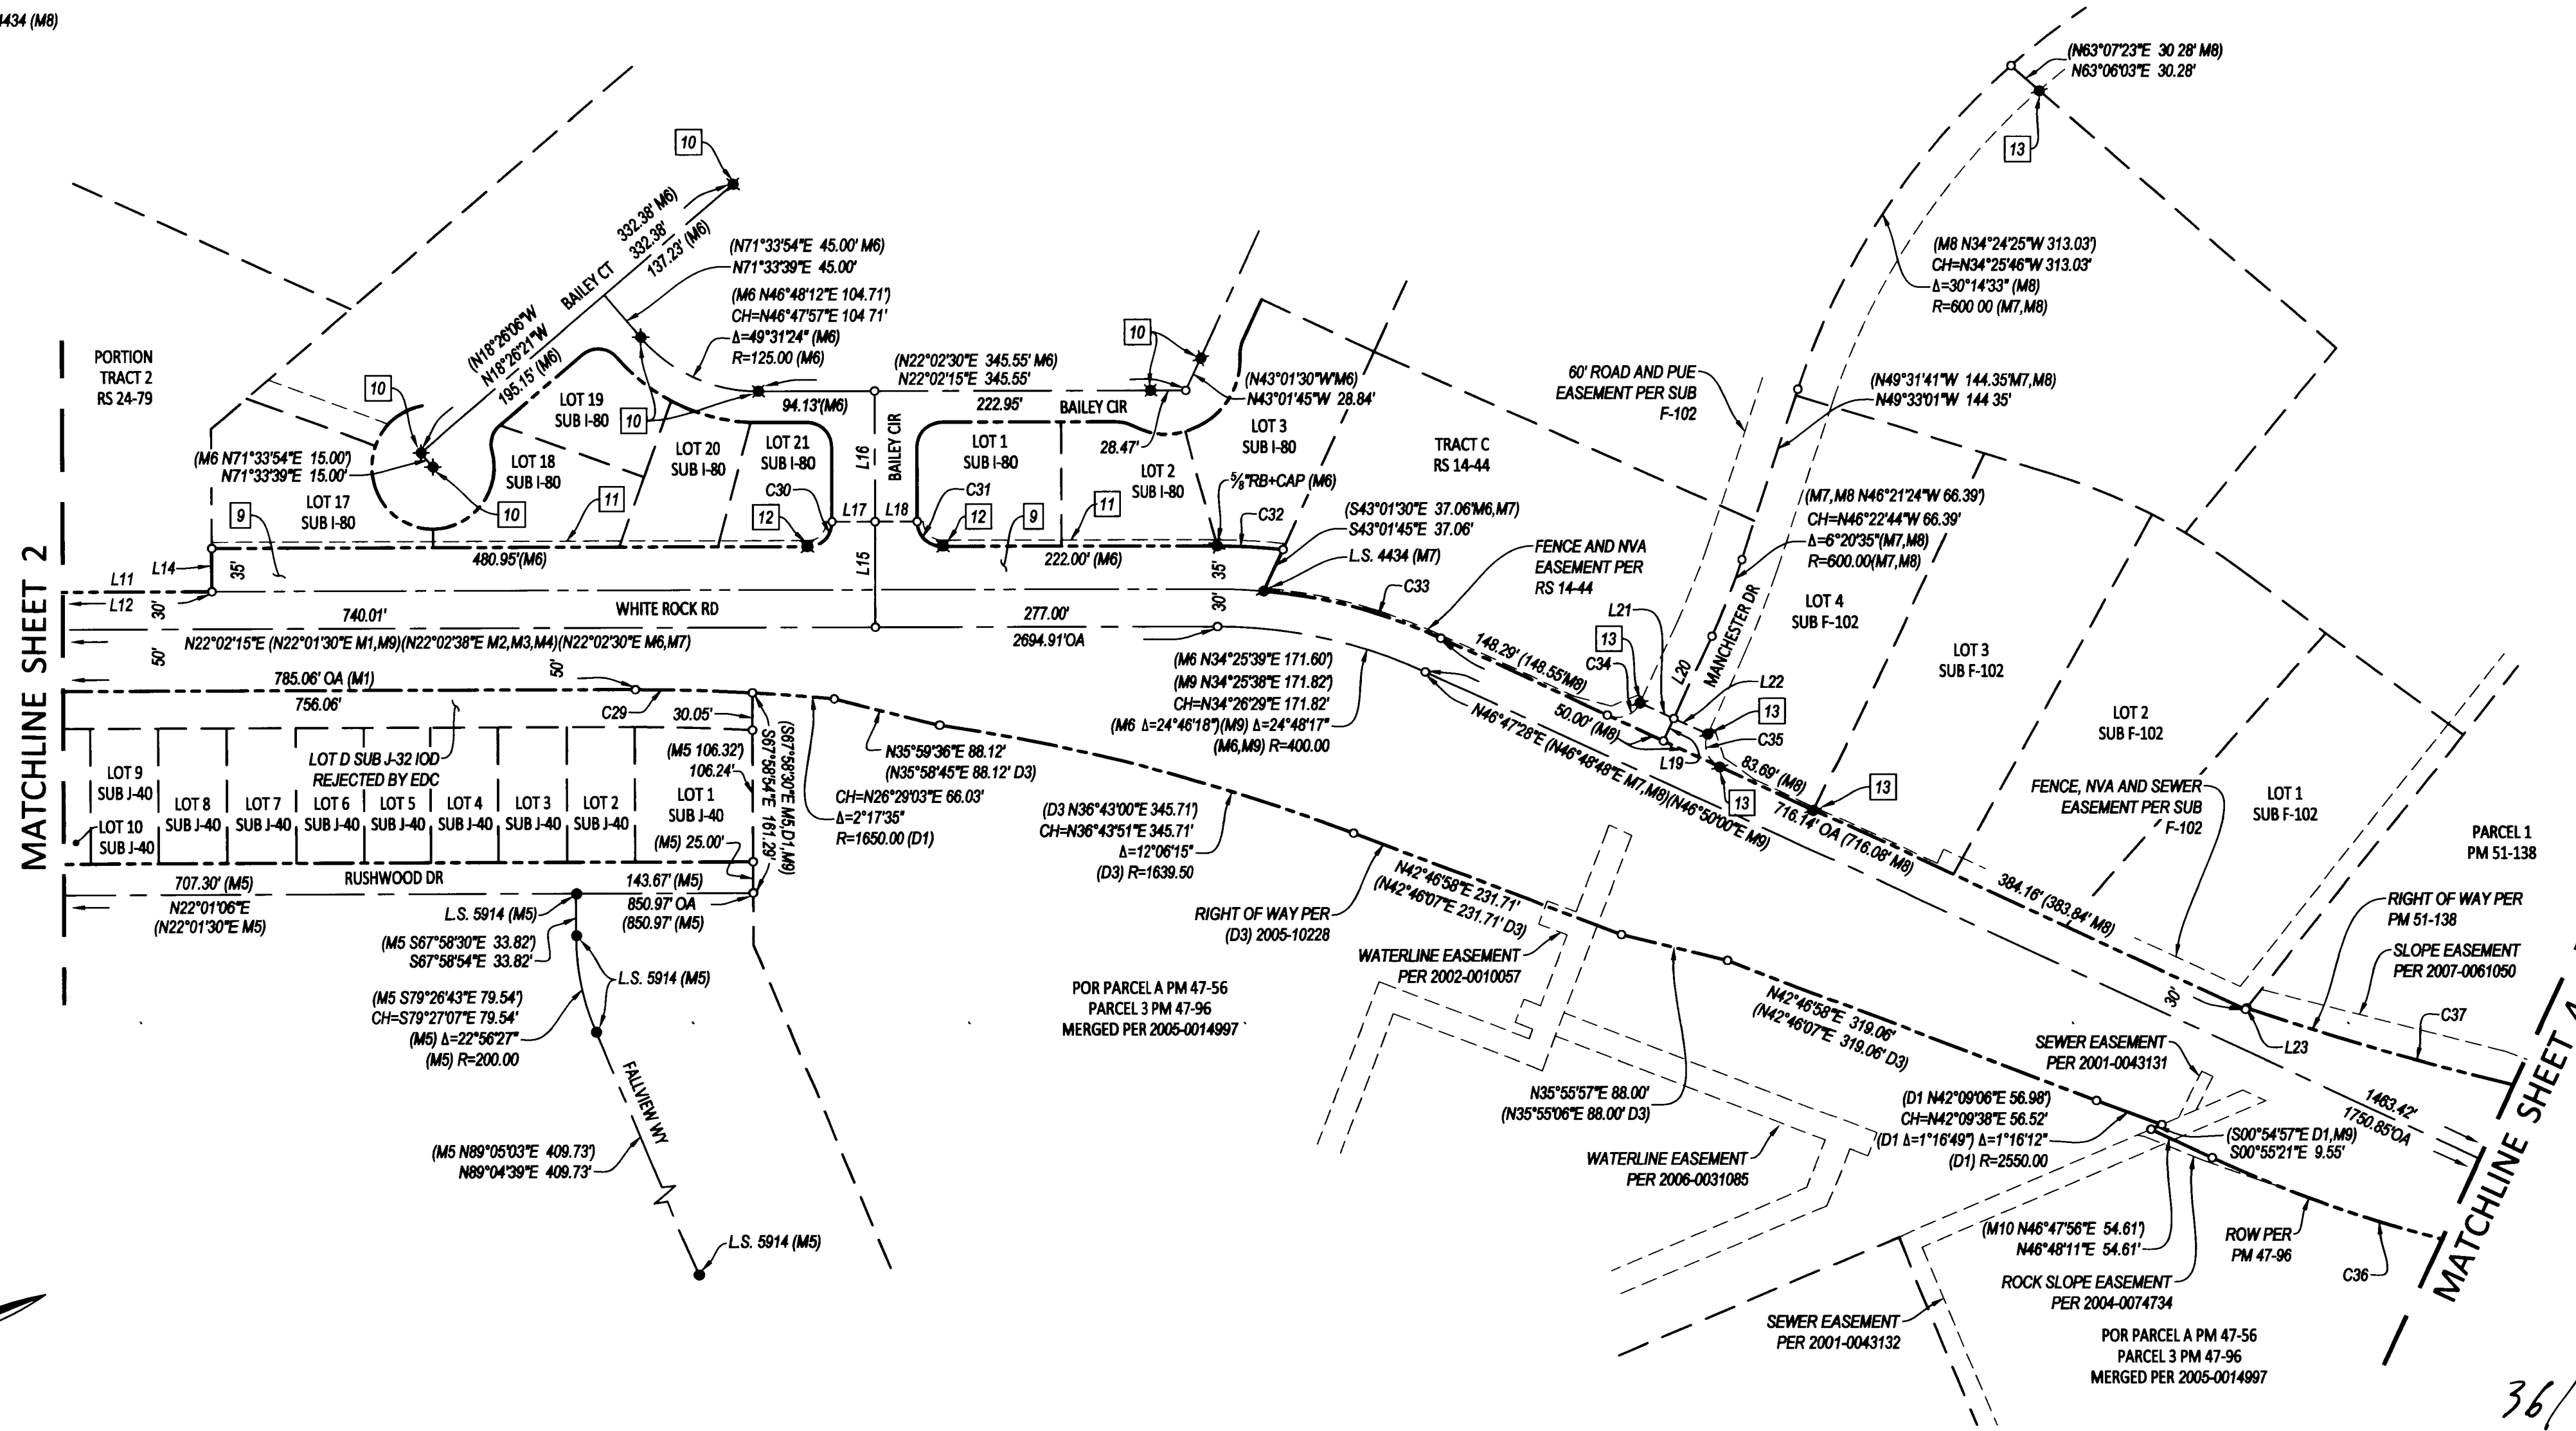 4434 (M8)
(N63°07'23"E 30 28' M8)
N63°06'03"E 30.28'
13
10
332.38' M6)
332.38'
137.23' (M6)
BAILEY CT
(N18°26'06"W
N18°26'21"W
195.15' (M6)
(N71°33'54"E 45.00' M6)
N71°33'39"E 45.00'
(M6 N46°48'12"E 104.71')
CH=N46°47'57"E 104 71'
Δ=49°31'24" (M6)
R=125.00 (M6)
10
(M8 N34°24'25"W 313.03')
CH=N34°25'46"W 313.03'
Δ=30°14'33" (M8)
R=600 00 (M7,M8)
PORTION
TRACT 2
RS 24-79
10
LOT 19
SUB I-80
10
(N22°02'30"E 345.55' M6)
N22°02'15"E 345.55'
94.13'(M6)
222.95'
BAILEY CIR
28.47'
(N43°01'30"W M6)
N43°01'45"W 28.84'
60' ROAD AND PUE
EASEMENT PER SUB
F-102
(N49°31'41"W 144.35'M7,M8)
N49°33'01"W 144 35'
(M6 N71°33'54"E 15.00')
N71°33'39"E 15.00'
LOT 17
SUB I-80
LOT 18
SUB I-80
10
11
LOT 20
SUB I-80
LOT 21
SUB I-80
C30
12
L16
BAILEY CIR
LOT 1
SUB I-80
C31
12
LOT 2
SUB I-80
LOT 3
SUB I-80
TRACT C
RS 14-44
9
L17
L18
L15
9
11
⅝"RB+CAP (M6)
C32
(S43°01'30"E 37.06'M6,M7)
S43°01'45"E 37.06'
L.S. 4434 (M7)
FENCE AND NVA
EASEMENT PER
RS 14-44
(M7,M8 N46°21'24"W 66.39')
CH=N46°22'44"W 66.39'
Δ=6°20'35"(M7,M8)
R=600.00(M7,M8)
MATCHLINE SHEET 2
L11
L12
L14
35'
30'
480.95'(M6)
222.00' (M6)
35'
30'
C33
740.01'
WHITE ROCK RD
277.00'
2694.91'OA
N22°02'15"E (N22°01'30"E M1,M9)(N22°02'38"E M2,M3,M4)(N22°02'30"E M6,M7)
50'
50'
785.06' OA (M1)
756.06'
C29
30.05'
L21
13
C34
L20
MANCHESTER DR
LOT 4
SUB F-102
LOT 3
SUB F-102
LOT 2
SUB F-102
LOT 1
SUB F-102
PARCEL 1
PM 51-138
148.29' (148.55'M8)
50.00' (M8)
L22
13
C35
L19
13
83.69' (M8)
13
716.14' OA (716.08' M8)
384.16' (383.84' M8)
N46°47'28"E (N46°48'48"E M7,M8)(N46°50'00"E M9)
(M6 N34°25'39"E 171.60')
(M9 N34°25'38"E 171.82')
CH=N34°26'29"E 171.82'
(M6 Δ=24°46'18")(M9) Δ=24°48'17"
(M6,M9) R=400.00
FENCE, NVA AND SEWER
EASEMENT PER SUB
F-102
LOT D SUB J-32 IOD
REJECTED BY EDC
LOT 9
SUB J-40
LOT 10
SUB J-40
LOT 8
SUB J-40
LOT 7
SUB J-40
LOT 6
SUB J-40
LOT 5
SUB J-40
LOT 4
SUB J-40
LOT 3
SUB J-40
LOT 2
SUB J-40
LOT 1
SUB J-40
(M5 106.32')
106.24'
(M5) 25.00'
(S67°58'30"E M5,D1,M9)
S67°58'54"E 161.29'
N35°59'36"E 88.12'
(N35°58'45"E 88.12' D3)
CH=N26°29'03"E 66.03'
Δ=2°17'35"
R=1650.00 (D1)
(D3 N36°43'00"E 345.71')
CH=N36°43'51"E 345.71'
Δ=12°06'15"
(D3) R=1639.50
707.30' (M5)
RUSHWOOD DR
143.67' (M5)
850.97' OA
(850.97' (M5)
N22°01'06"E
(N22°01'30"E M5)
L.S. 5914 (M5)
(M5 S67°58'30"E 33.82')
S67°58'54"E 33.82'
L.S. 5914 (M5)
(M5 S79°26'43"E 79.54')
CH=S79°27'07"E 79.54'
(M5) Δ=22°56'27"
(M5) R=200.00
FALLVIEW WY
(M5 N89°05'03"E 409.73')
N89°04'39"E 409.73'
L.S. 5914 (M5)
N42°46'58"E 231.71'
(N42°46'07"E 231.71' D3)
RIGHT OF WAY PER
(D3) 2005-10228
WATERLINE EASEMENT
PER 2002-0010057
POR PARCEL A PM 47-56
PARCEL 3 PM 47-96
MERGED PER 2005-0014997
N42°46'58"E 319.06'
(N42°46'07"E 319.06' D3)
N35°55'57"E 88.00'
(N35°55'06"E 88.00' D3)
WATERLINE EASEMENT
PER 2006-0031085
RIGHT OF WAY PER
PM 51-138
SLOPE EASEMENT
PER 2007-0061050
30'
C37
L23
SEWER EASEMENT
PER 2001-0043131
1463.42'
1750.85'OA
(D1 N42°09'06"E 56.98')
CH=N42°09'38"E 56.52'
(D1 Δ=1°16'49") Δ=1°16'12"
(D1) R=2550.00
(S00°54'57"E D1,M9)
S00°55'21"E 9.55'
(M10 N46°47'56"E 54.61')
N46°48'11"E 54.61'
ROCK SLOPE EASEMENT
PER 2004-0074734
ROW PER
PM 47-96
C36
SEWER EASEMENT
PER 2001-0043132
POR PARCEL A PM 47-56
PARCEL 3 PM 47-96
MERGED PER 2005-0014997
MATCHLINE SHEET 4
36/